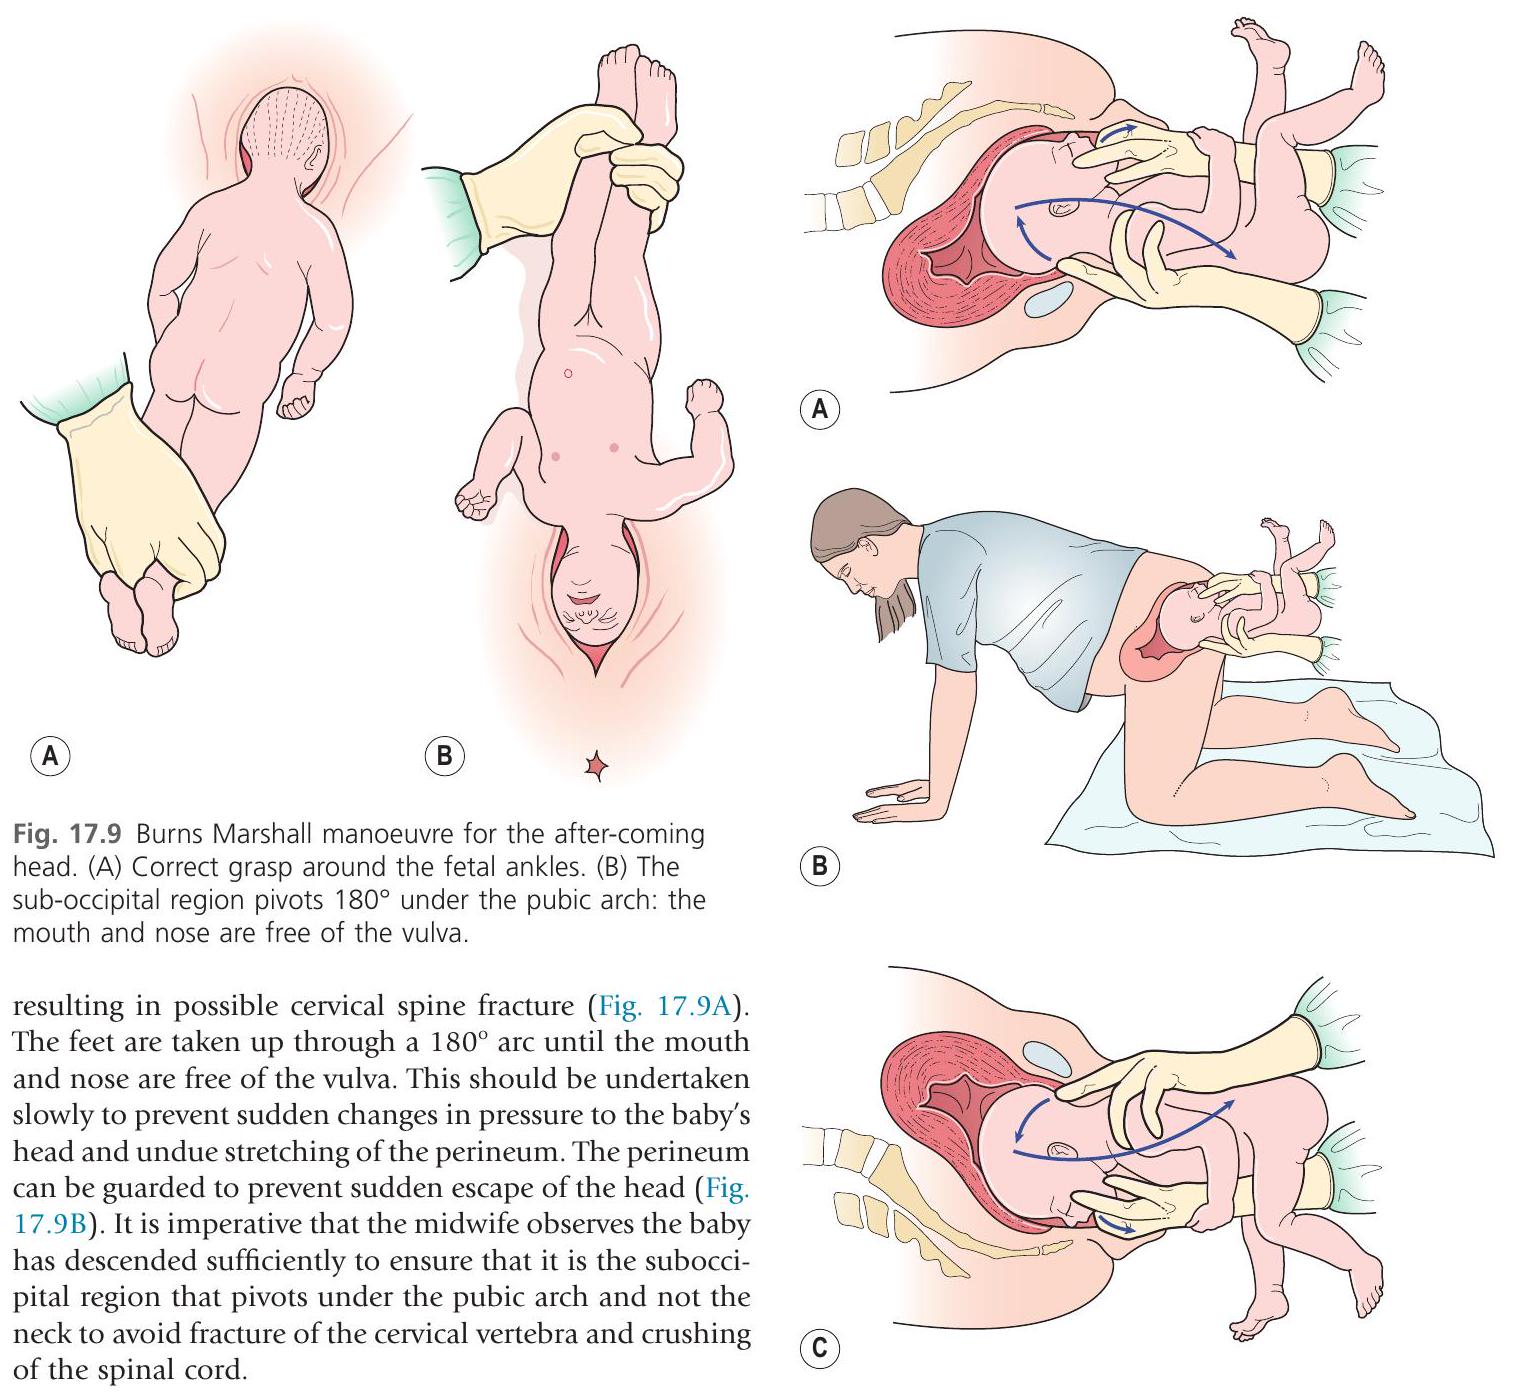 A
B
Fig. 17.9 Burns Marshall manoeuvre for the after-coming
head. (A) Correct grasp around the fetal ankles. (B) The
sub-occipital region pivots 180° under the pubic arch: the
mouth and nose are free of the vulva.
resulting in possible cervical spine fracture (Fig. 17.9A).
The feet are taken up through a 180° arc until the mouth
and nose are free of the vulva. This should be undertaken
slowly to prevent sudden changes in pressure to the baby’s
head and undue stretching of the perineum. The perineum
can be guarded to prevent sudden escape of the head (Fig.
17.9B). It is imperative that the midwife observes the baby
has descended sufficiently to ensure that it is the subocci-
pital region that pivots under the pubic arch and not the
neck to avoid fracture of the cervical vertebra and crushing
of the spinal cord.
A
B
C